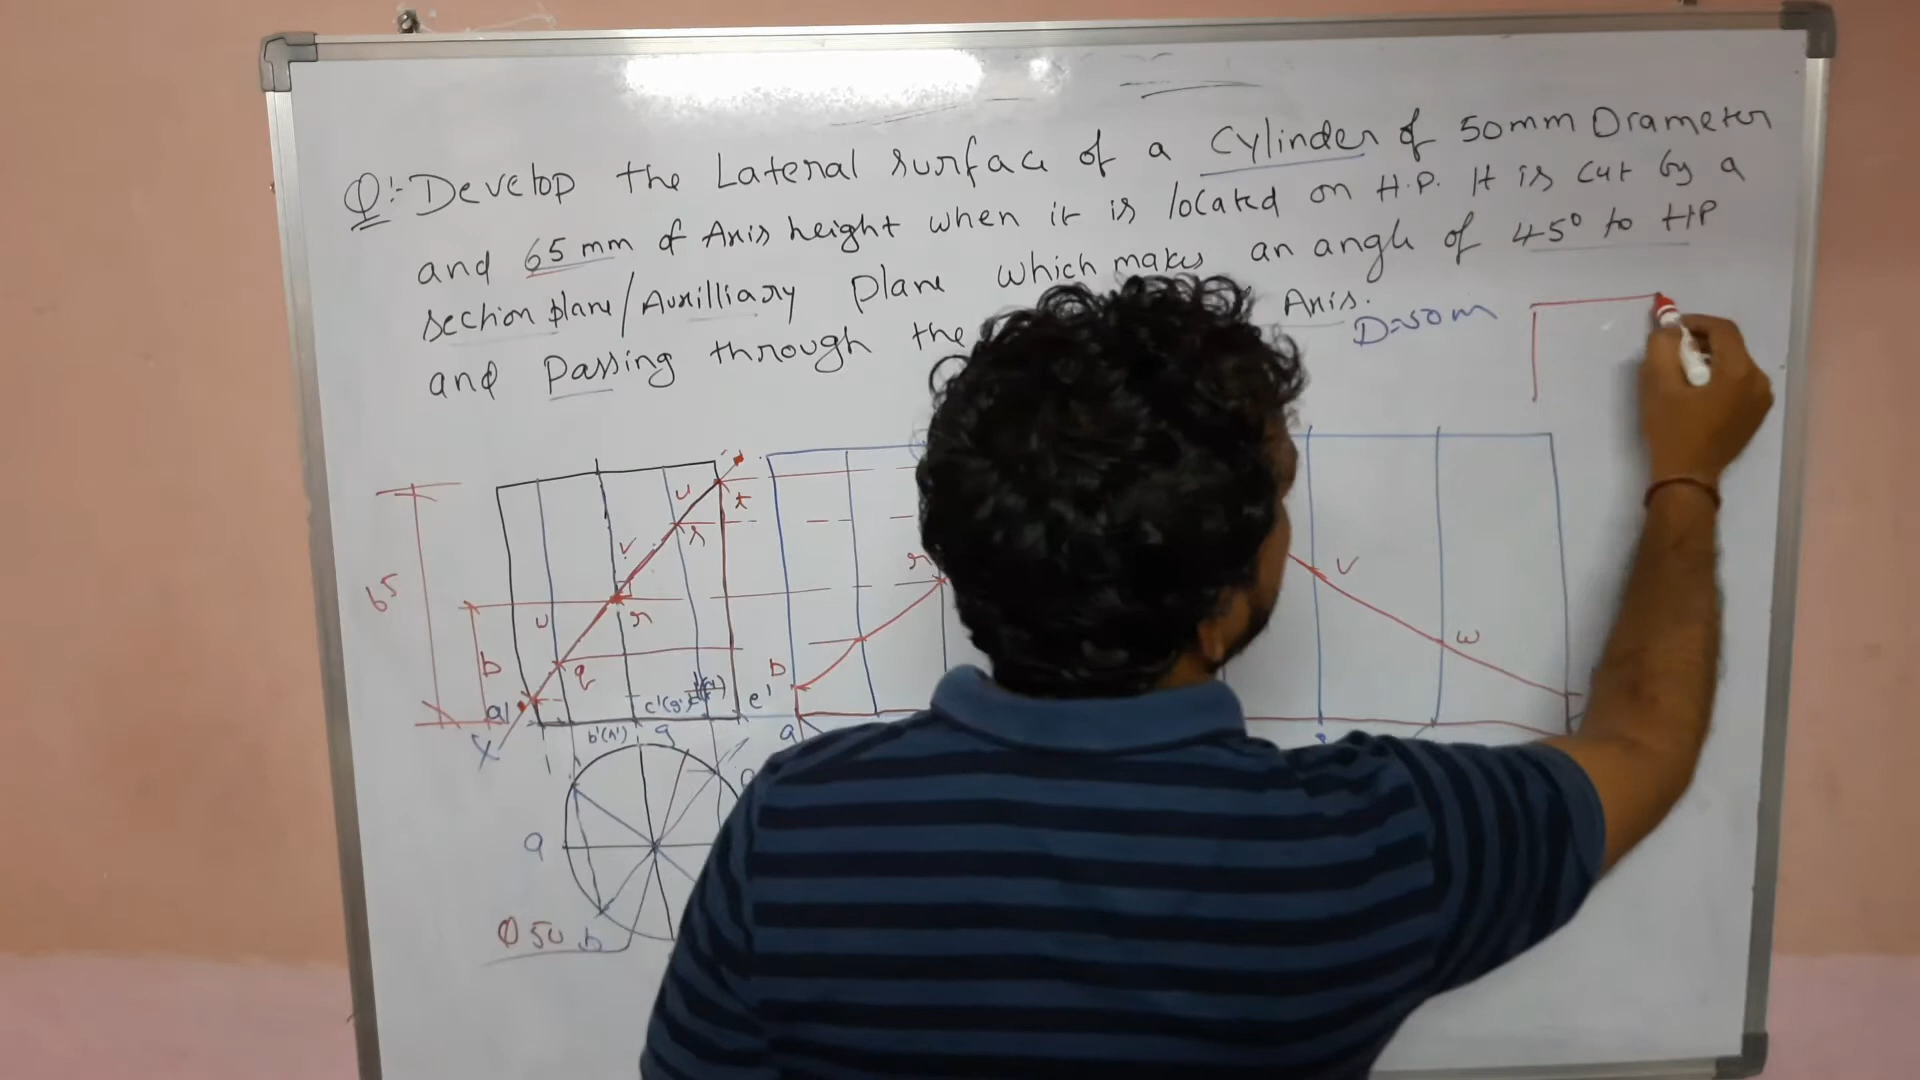 Q:- Develop the Lateral surface of a Cylinder of 50mm Diameter
and 65 mm of Axis height when it is located on H.P. It is cut by a
section plane/Auxilliary plane which makes an angle of 45° to HP
and Passing through the Axis.
D=50m
65
u
t
s
v
r
u
q
b
a'
b'(h')
c'(g')
e'
X
1
g
a
Ø 50
b
r
b
a
v
w